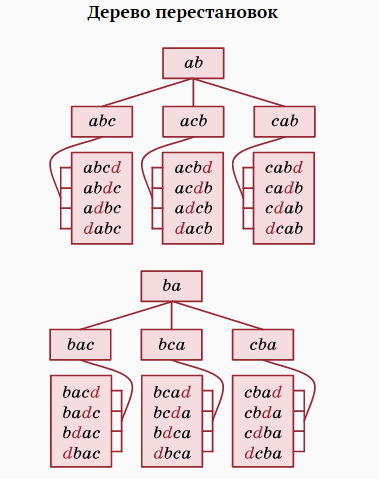 Дерево перестановок
ab
abc acb cab
abcd acbd cabd
abdc acdb cadb
adbc adcb cdab
dabc dacb dcab
ba
bac bca cba
bacd bcad cbad
badc bcda cbda
bdac bdca cdba
dbac dbca dcba